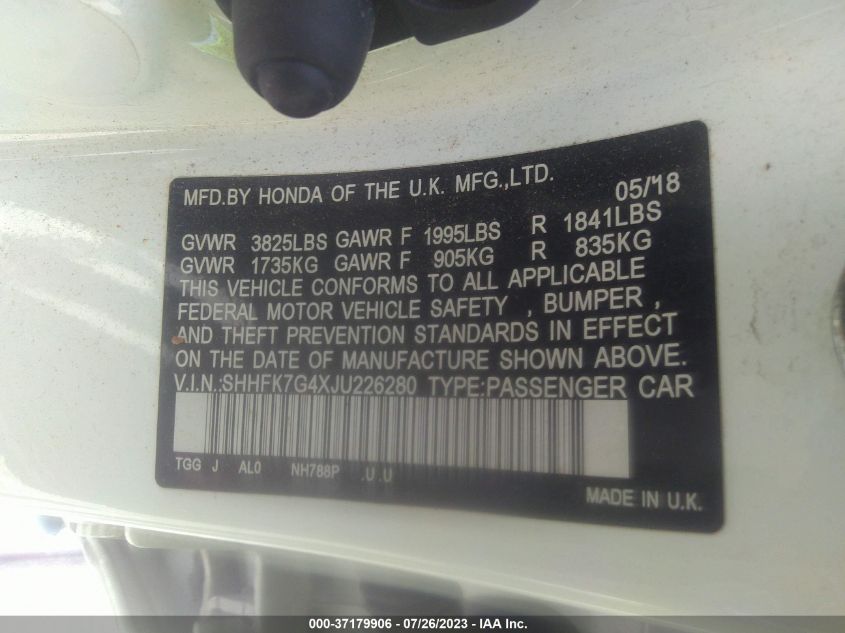 MFD.BY HONDA OF THE U.K. MFG.,LTD. 05/'18
GVWR 3825LBS GAWR F 1995LBS R 1841LBS
GVWR 1735KG GAWR F 905KG R 835KG
THIS VEHICLE CONFORMS TO ALL APPLICABLE
FEDERAL MOTOR VEHICLE SAFETY , BUMPER ,
AND THEFT PREVENTION STANDARDS IN EFFECT
ON THE DATE OF MANUFACTURE SHOWN ABOVE.
V.I.N.:SHHFK7G4XJU226280 TYPE:PASSENGER CAR
TGG J AL0 NH788P .U .U
MADE IN U.K.
000-37179906 - 07/26/2023 - IAA Inc.